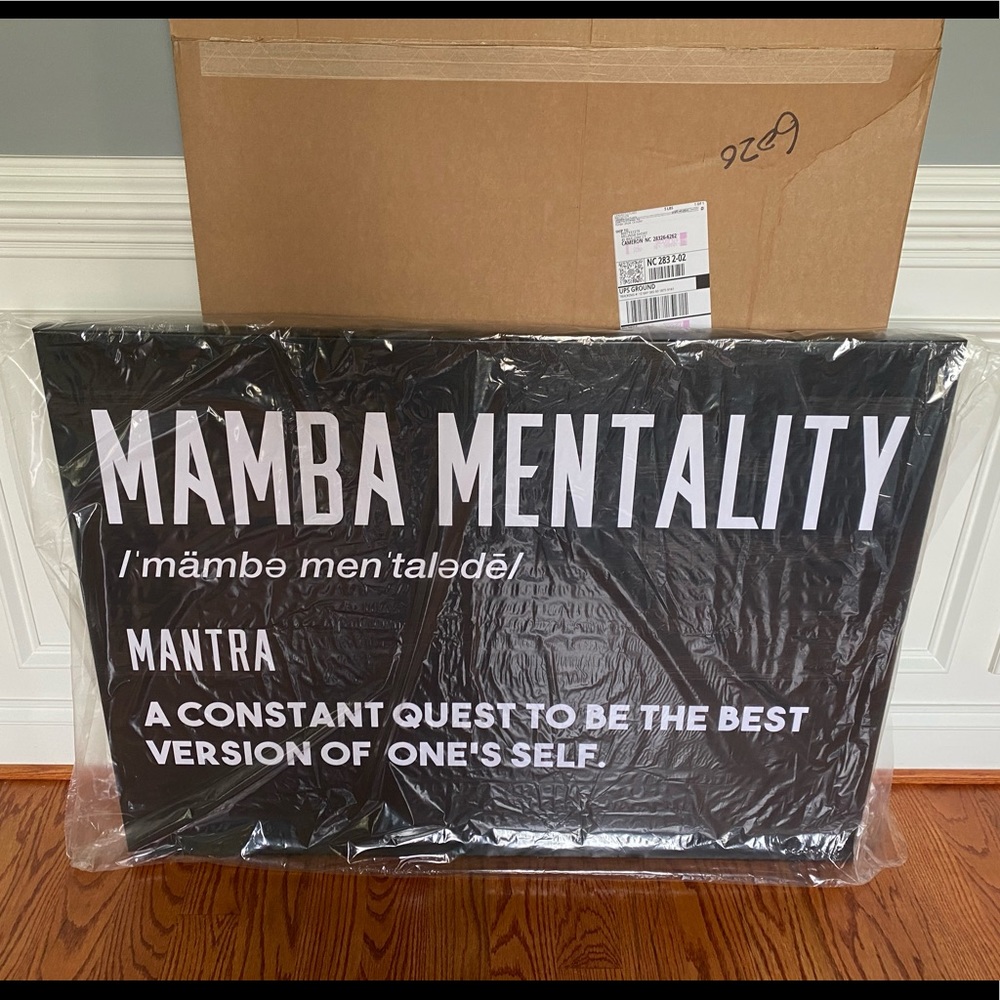 6226
CAMERON NC 28326-6282
NC 283 2-02
UPS GROUND
MAMBA MENTALITY
/ˈmämbə menˈtalədē/
MANTRA
A CONSTANT QUEST TO BE THE BEST
VERSION OF ONE'S SELF.